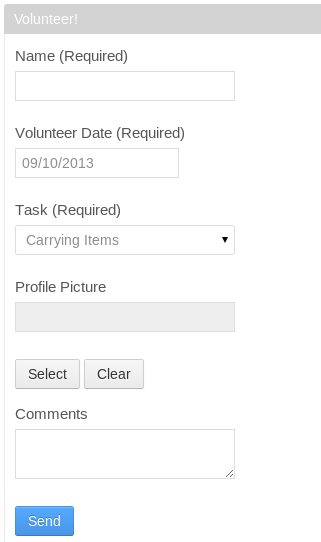 Volunteer!
Name (Required)
Volunteer Date (Required)
09/10/2013
Task (Required)
Carrying Items
Profile Picture
Select Clear
Comments
Send